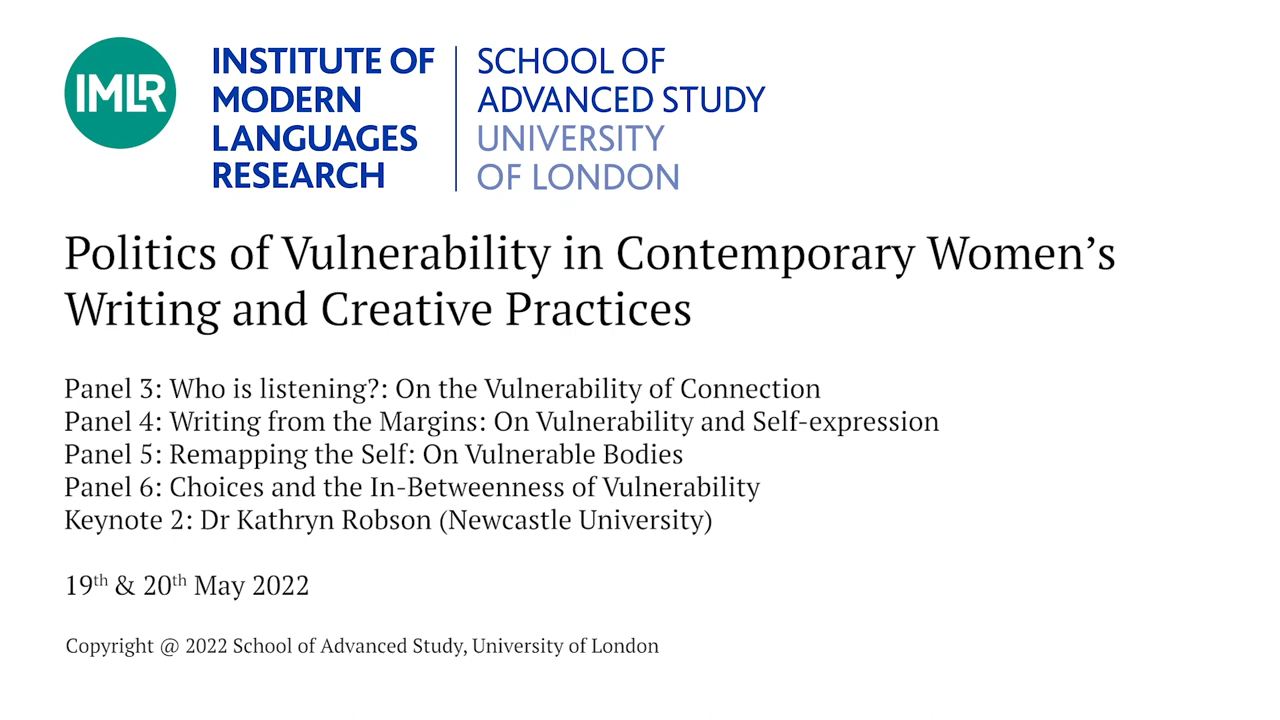 IMLR
INSTITUTE OF
MODERN
LANGUAGES
RESEARCH
SCHOOL OF
ADVANCED STUDY
UNIVERSITY
OF LONDON
Politics of Vulnerability in Contemporary Women’s
Writing and Creative Practices
Panel 3: Who is listening?: On the Vulnerability of Connection
Panel 4: Writing from the Margins: On Vulnerability and Self-expression
Panel 5: Remapping the Self: On Vulnerable Bodies
Panel 6: Choices and the In-Betweenness of Vulnerability
Keynote 2: Dr Kathryn Robson (Newcastle University)
19th & 20th May 2022
Copyright @ 2022 School of Advanced Study, University of London